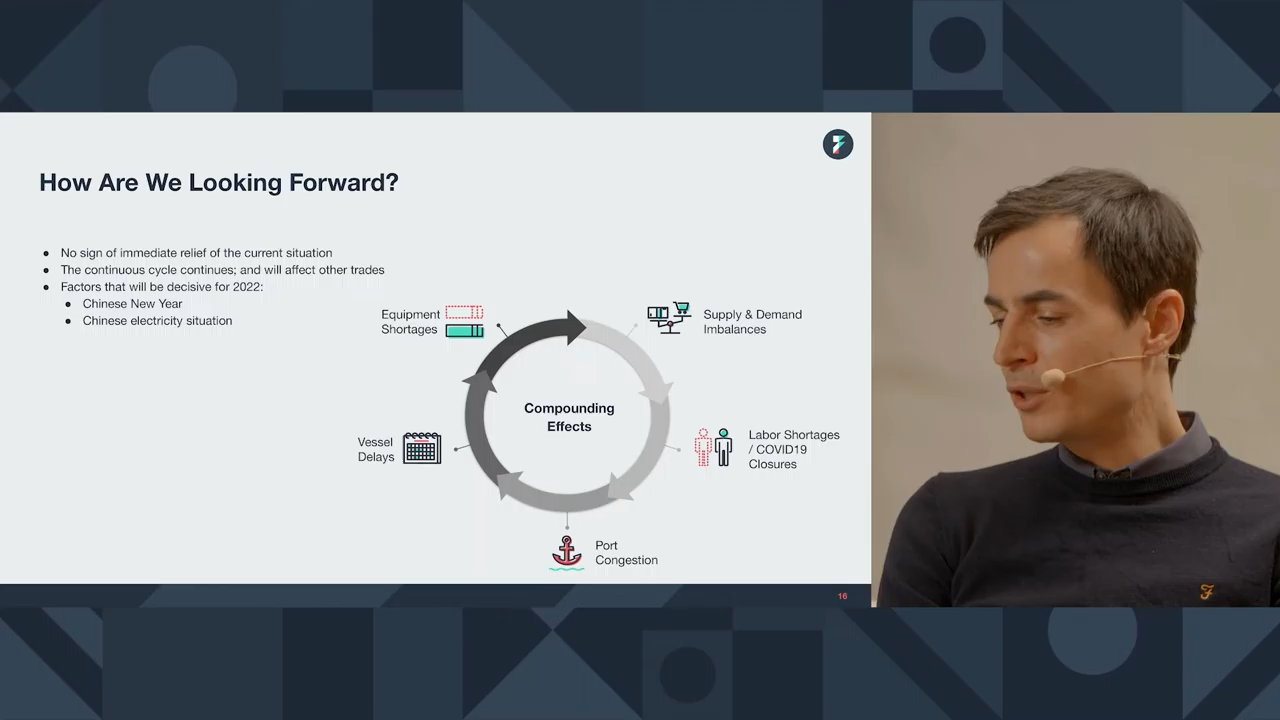 How Are We Looking Forward?
No sign of immediate relief of the current situation
The continuous cycle continues; and will affect other trades
Factors that will be decisive for 2022:
Chinese New Year
Chinese electricity situation
Equipment
Shortages
Supply & Demand
Imbalances
Compounding
Effects
Vessel
Delays
Labor Shortages
/ COVID19
Closures
Port
Congestion
16